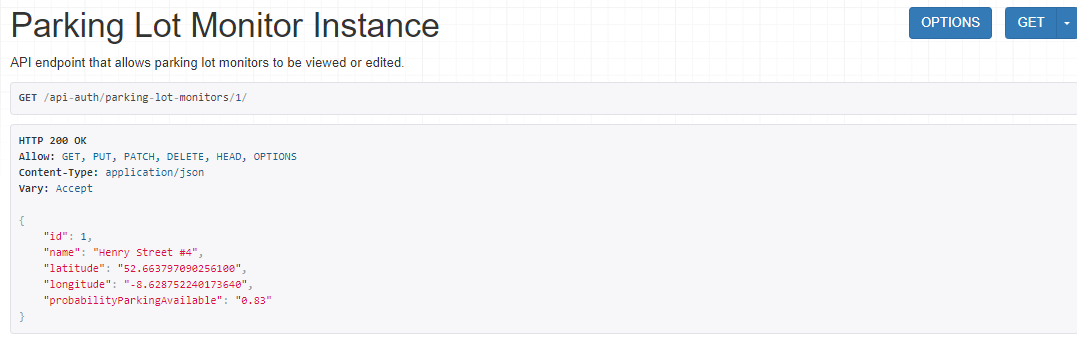 Parking Lot Monitor Instance
OPTIONS
GET
API endpoint that allows parking lot monitors to be viewed or edited.
GET /api-auth/parking-lot-monitors/1/
HTTP 200 OK
Allow: GET, PUT, PATCH, DELETE, HEAD, OPTIONS
Content-Type: application/json
Vary: Accept
{
"id": 1,
"name": "Henry Street #4",
"latitude": "52.663797090256100",
"longitude": "-8.628752240173640",
"probabilityParkingAvailable": "0.83"
}